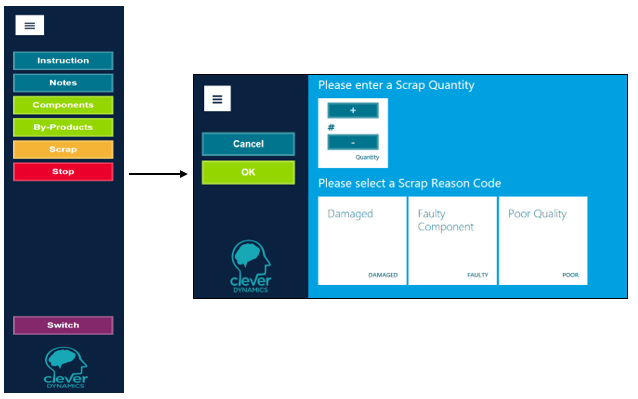 Instruction
Notes
Components
By-Products
Scrap
Stop
Switch
clever
DYNAMICS
Cancel
OK
clever
DYNAMICS
Please enter a Scrap Quantity
+
#
-
Quantity
Please select a Scrap Reason Code
Damaged
DAMAGED
Faulty
Component
FAULTY
Poor Quality
POOR